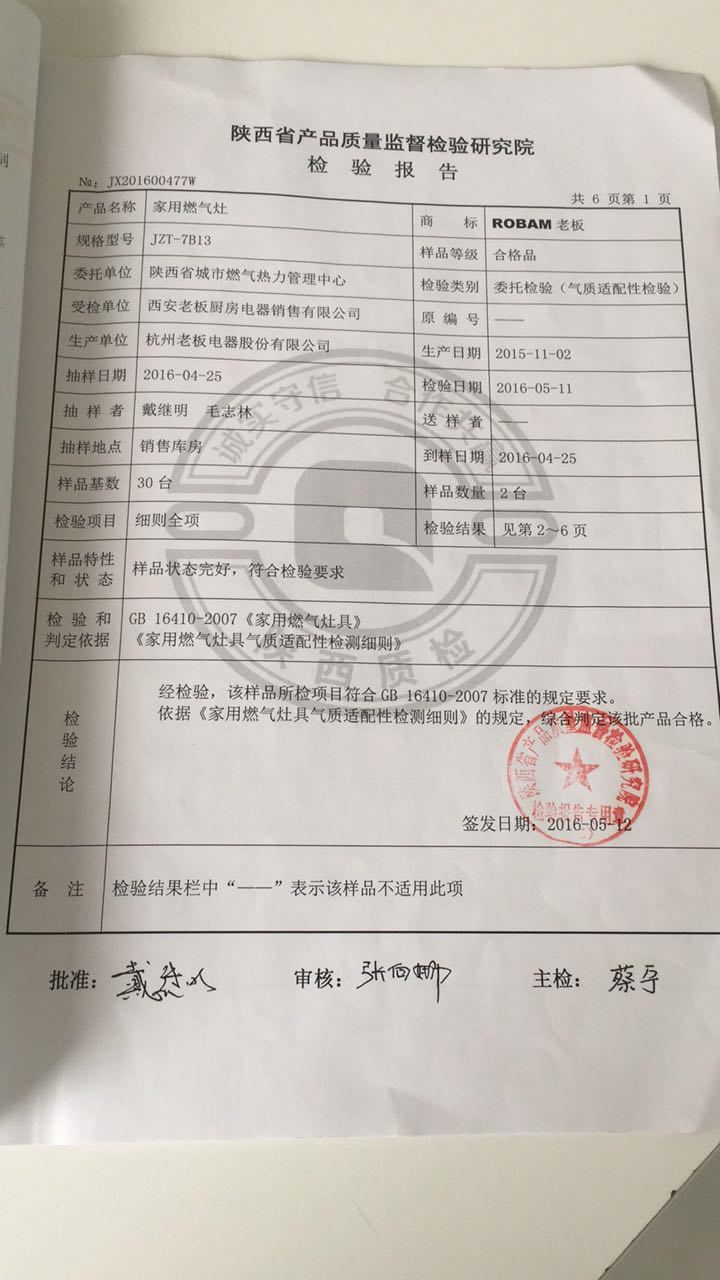 陕西省产品质量监督检验研究院
检验报告
№：JX201600477W
共 6 页第 1 页
产品名称 家用燃气灶 商标 ROBAM 老板
规格型号 JZT-7B13 样品等级 合格品
委托单位 陕西省城市燃气热力管理中心 检验类别 委托检验（气质适配性检验）
受检单位 西安老板厨房电器销售有限公司 原编号 ——
生产单位 杭州老板电器股份有限公司 生产日期 2015-11-02
抽样日期 2016-04-25 检验日期 2016-05-11
抽样者 戴继明 毛志林 送样者 ——
抽样地点 销售库房 到样日期 2016-04-25
样品基数 30 台 样品数量 2 台
检验项目 细则全项 检验结果 见第 2～6 页
样品特性
和状态
样品状态完好，符合检验要求
检验和
判定依据
GB 16410-2007《家用燃气灶具》
《家用燃气灶具气质适配性检测细则》
检验结论
经检验，该样品所检项目符合 GB 16410-2007 标准的规定要求。
依据《家用燃气灶具气质适配性检测细则》的规定，综合判定该批产品合格。
签发日期：2016-05-12
陕西省产品质量监督检验研究院
检验报告专用章
备注 检验结果栏中“——”表示该样品不适用此项
批准： 审核： 主检：蔡孕
诚实守信
陕西质检